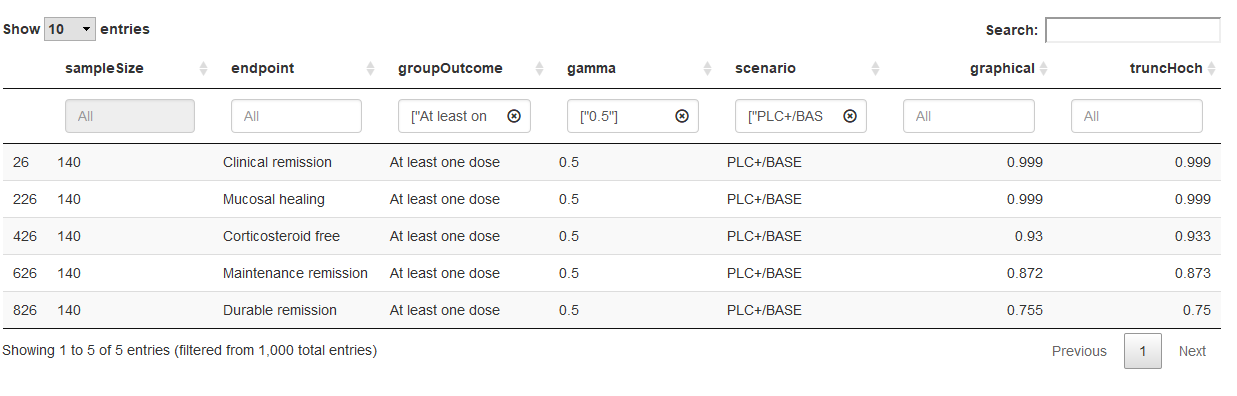 Show 10 entries Search:
sampleSize endpoint groupOutcome gamma scenario graphical truncHoch
All All ["At least on ["0.5"] ["PLC+/BAS All All
26 140 Clinical remission At least one dose 0.5 PLC+/BASE 0.999 0.999
226 140 Mucosal healing At least one dose 0.5 PLC+/BASE 0.999 0.999
426 140 Corticosteroid free At least one dose 0.5 PLC+/BASE 0.93 0.933
626 140 Maintenance remission At least one dose 0.5 PLC+/BASE 0.872 0.873
826 140 Durable remission At least one dose 0.5 PLC+/BASE 0.755 0.75
Showing 1 to 5 of 5 entries (filtered from 1,000 total entries) Previous 1 Next